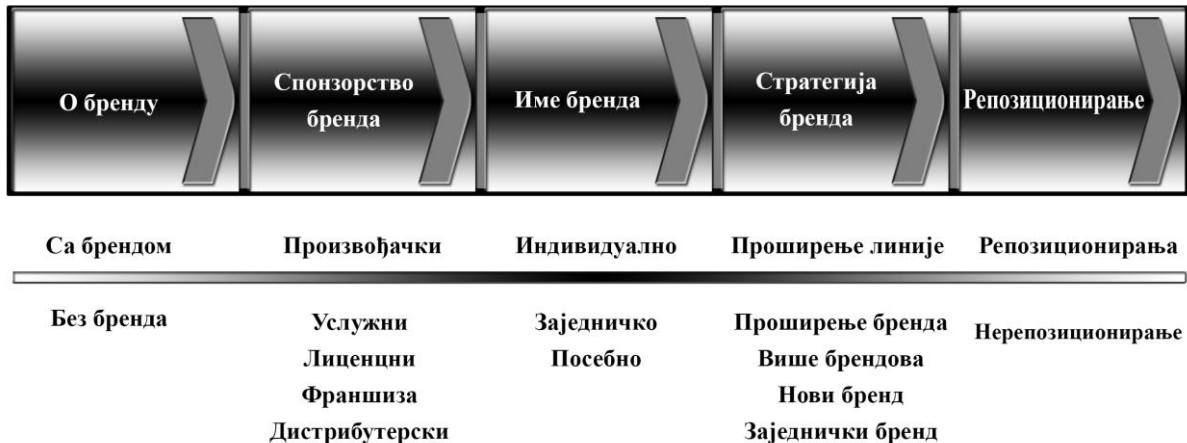 О бренду
Спонзорство
бренда
Име бренда
Стратегија
бренда
Репозиционирање
Са брендом
Произвођачки
Индивидуално
Проширење линије
Репозиционирања
Без бренда
Услужни
Заједничко
Проширење бренда
Нерепозиционирање
Лиценцни
Посебно
Више брендова
Франшиза
Нови бренд
Дистрибутерски
Заједнички бренд